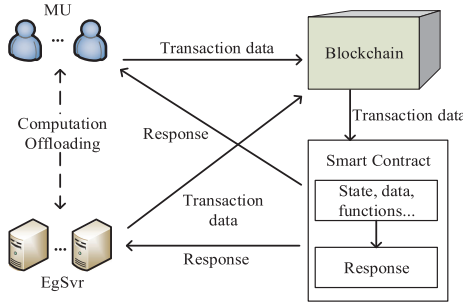 MU
...
Transaction data
Blockchain
Transaction data
Computation
Offloading
Response
Smart Contract
State, data,
functions...
Transaction
data
...
Response
Response
EgSvr